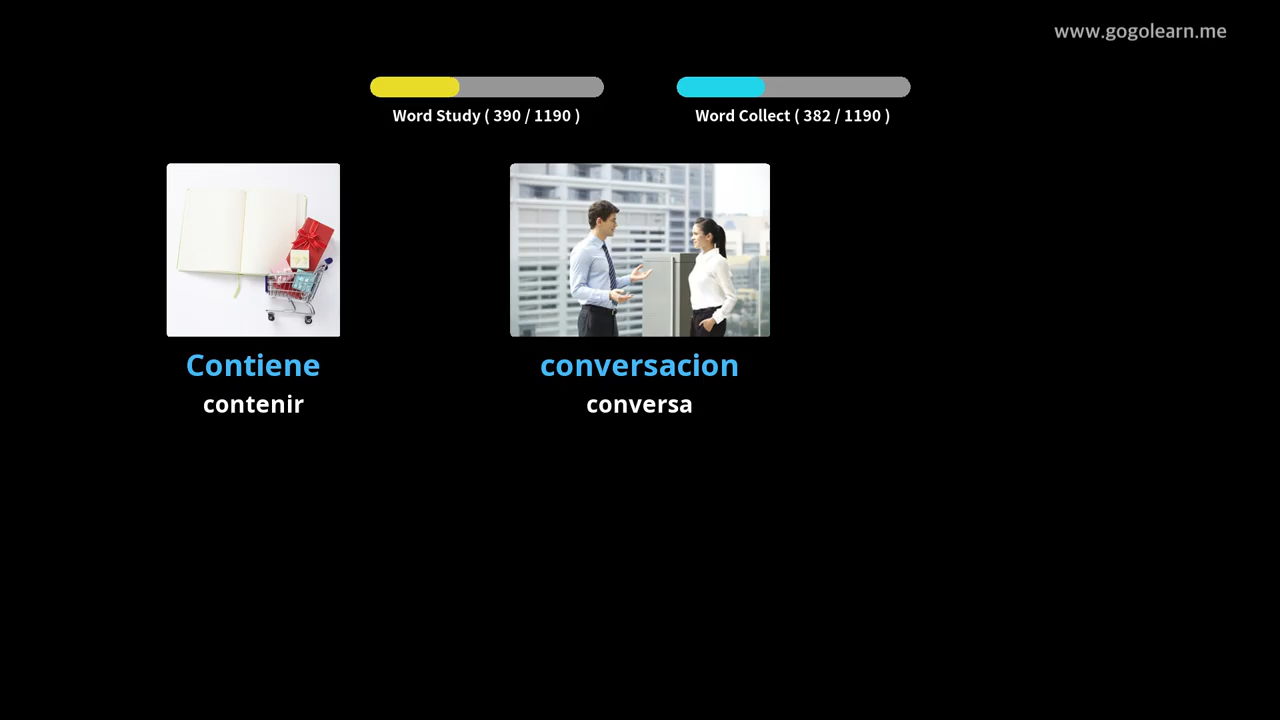 www.gogolearn.me
Word Study ( 390 / 1190 )
Word Collect ( 382 / 1190 )
Contiene
contenir
conversacion
conversa